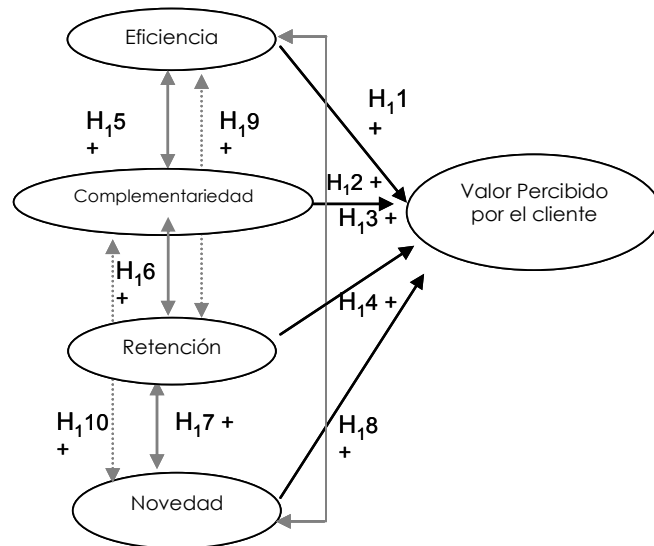 Eficiencia
H₁1
+
H₁5
+
H₁9
+
Complementariedad
H₁2 +
H₁3 +
Valor Percibido
por el cliente
H₁6
+
H₁4 +
Retención
H₁10
+
H₁7 +
H₁8
+
Novedad